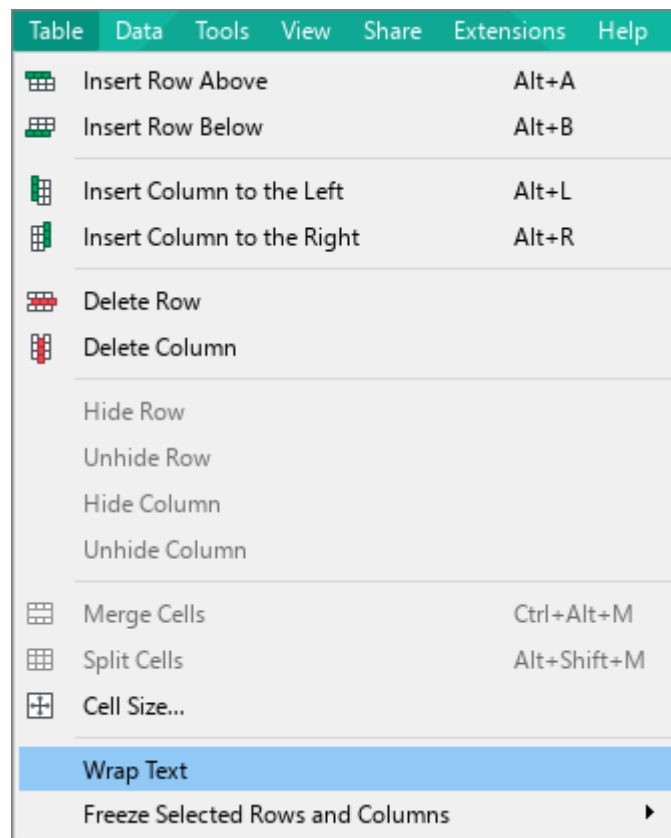 Table Data Tools View Share Extensions Help
Insert Row Above Alt+A
Insert Row Below Alt+B
Insert Column to the Left Alt+L
Insert Column to the Right Alt+R
Delete Row
Delete Column
Hide Row
Unhide Row
Hide Column
Unhide Column
Merge Cells Ctrl+Alt+M
Split Cells Alt+Shift+M
Cell Size...
Wrap Text
Freeze Selected Rows and Columns